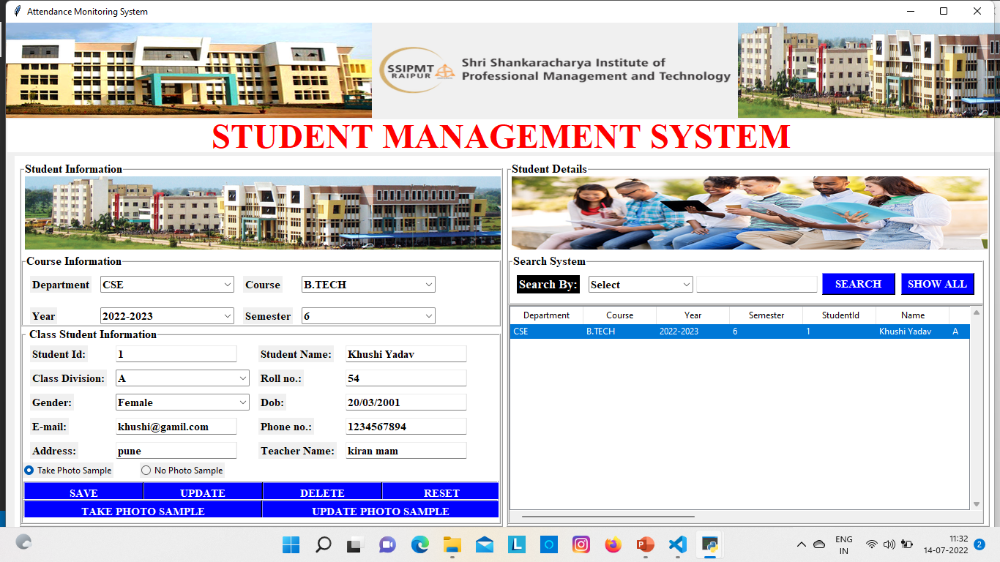 Attendance Monitoring System
SSIPMT
RAIPUR
Shri Shankaracharya Institute of
Professional Management and Technology
STUDENT MANAGEMENT SYSTEM
Student Information
Course Information
Department CSE Course B.TECH
Year 2022-2023 Semester 6
Class Student Information
Student Id: 1 Student Name: Khushi Yadav
Class Division: A Roll no.: 54
Gender: Female Dob: 20/03/2001
E-mail: khushi@gamil.com Phone no.: 1234567894
Address: pune Teacher Name: kiran mam
Take Photo Sample No Photo Sample
SAVE UPDATE DELETE RESET
TAKE PHOTO SAMPLE UPDATE PHOTO SAMPLE
Student Details
Search System
Search By: Select SEARCH SHOW ALL
Department Course Year Semester StudentId Name
CSE B.TECH 2022-2023 6 1 Khushi Yadav A
L
O
P
ENG
IN
11:32
14-07-2022
2